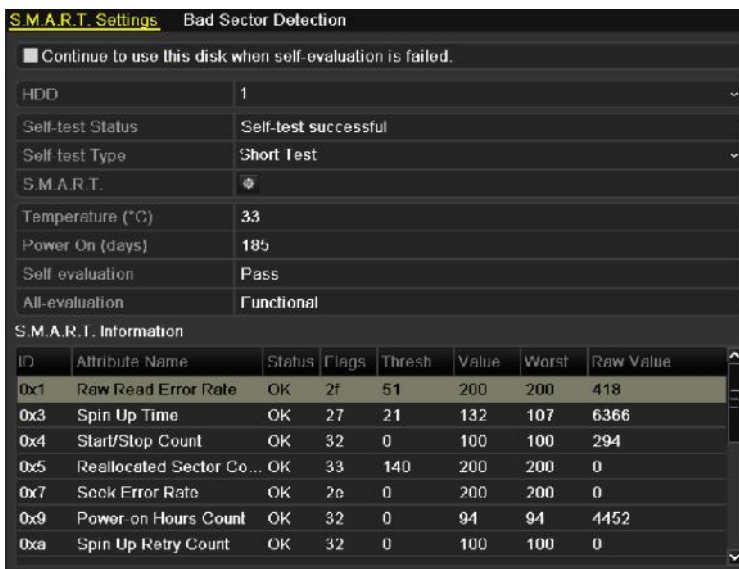 S.M.A.R.T. Settings Bad Sector Detection
Continue to use this disk when self-evaluation is failed.
HDD 1
Self-test Status Self-test successful
Self-test Type Short Test
S.M.A.R.T.
Temperature (°C) 33
Power On (days) 185
Self-evaluation Pass
All-evaluation Functional
S.M.A.R.T. Information
ID Attribute Name Status Flags Thresh Value Worst Raw Value
0x1 Raw Read Error Rate OK 2f 51 200 200 418
0x3 Spin Up Time OK 27 21 132 107 6366
0x4 Start/Stop Count OK 32 0 100 100 294
0x5 Reallocated Sector Co... OK 33 140 200 200 0
0x7 Seek Error Rate OK 2e 0 200 200 0
0x9 Power-on Hours Count OK 32 0 94 94 4452
0xa Spin Up Retry Count OK 32 0 100 100 0